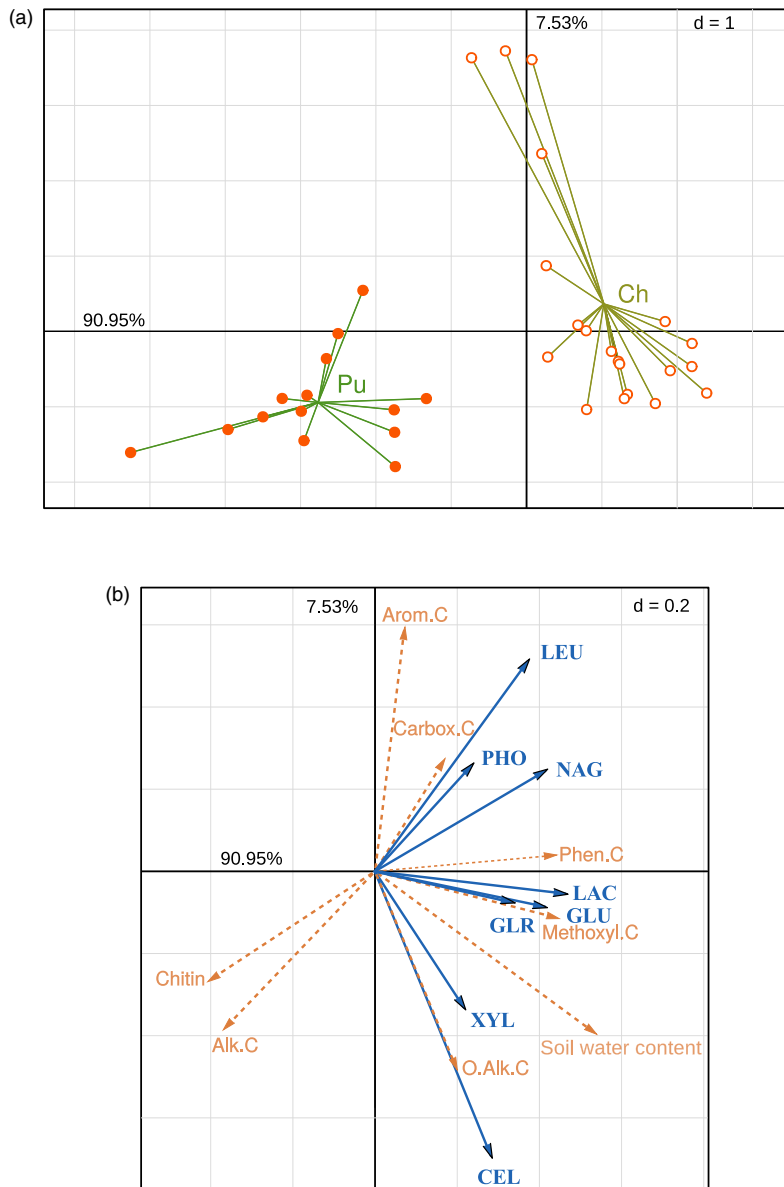 (a)
7.53%
d = 1
Ch
90.95%
Pu
(b)
7.53%
d = 0.2
Arom.C
LEU
Carbox.C
PHO
NAG
90.95%
Phen.C
LAC
GLR
GLU
Methoxyl.C
Chitin
XYL
Alk.C
Soil water content
O.Alk.C
CEL